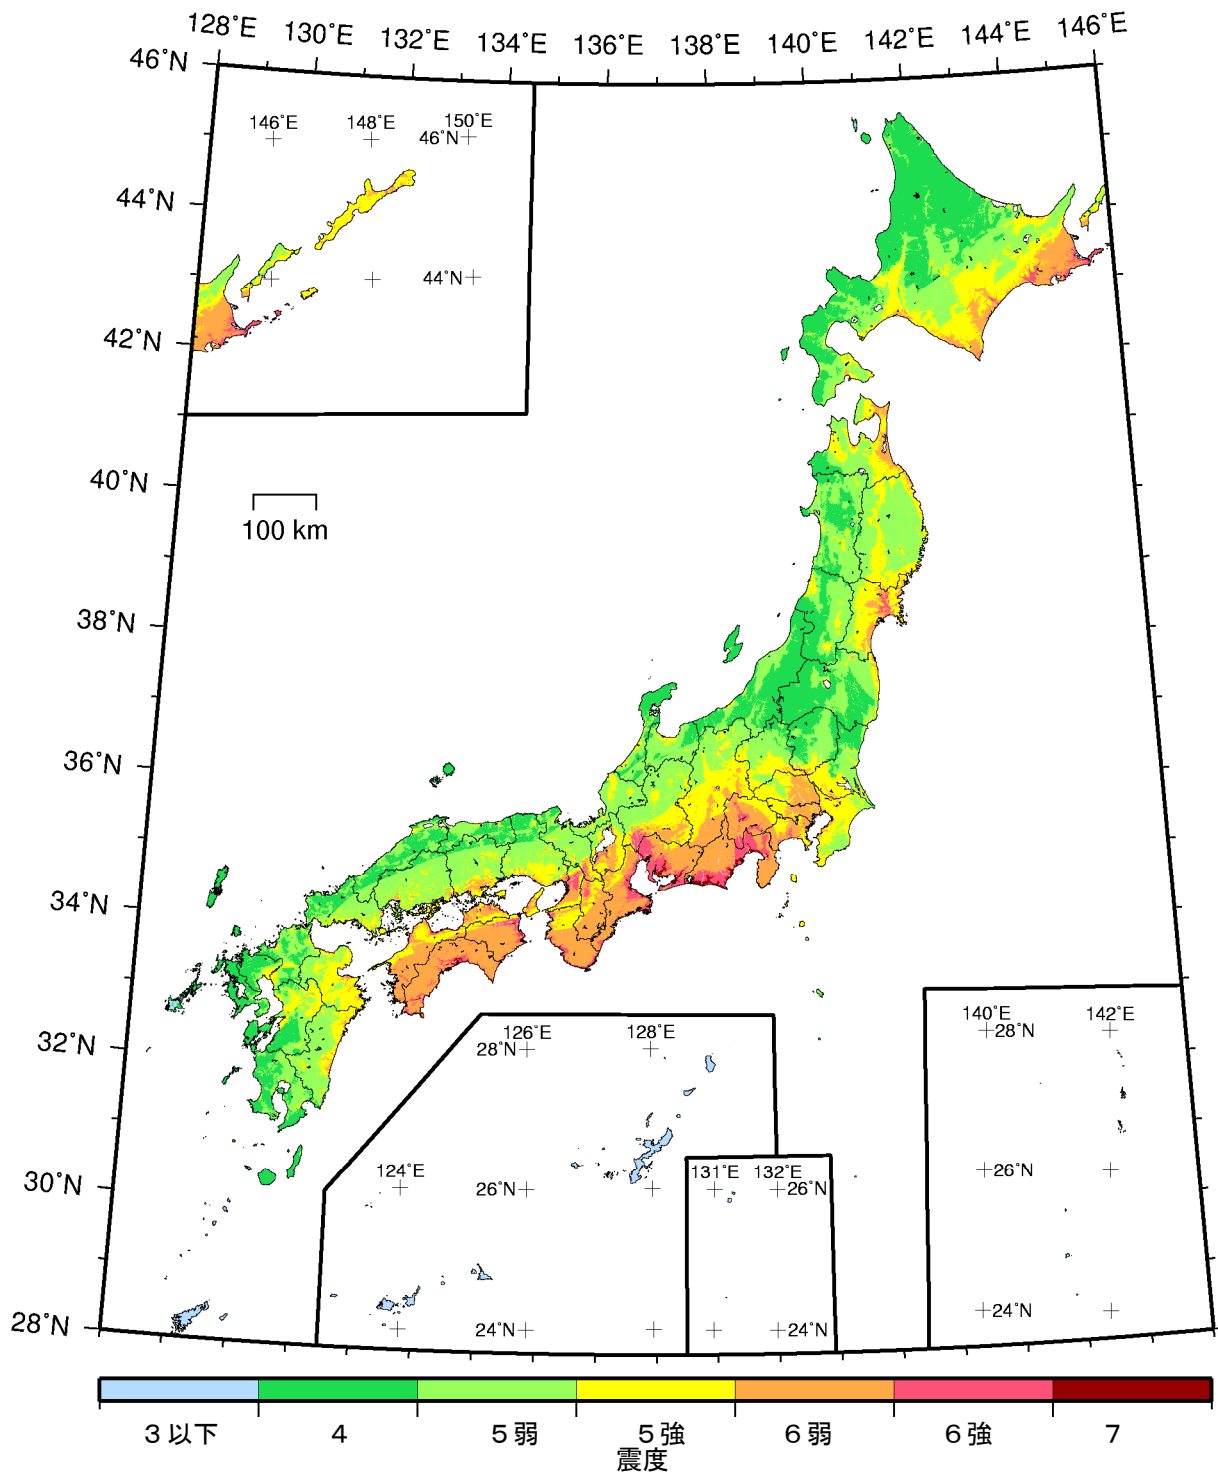 128°E 130°E 132°E 134°E 136°E 138°E 140°E 142°E 144°E 146°E
46°N
146°E 148°E 150°E
46°N
44°N
44°N
42°N
40°N
100 km
38°N
36°N
34°N
32°N
126°E 128°E
28°N
140°E 142°E
28°N
124°E
131°E 132°E
30°N
26°N
26°N
26°N
28°N
24°N
24°N
24°N
3以下 4 5弱 5強 6弱 6強 7
震度